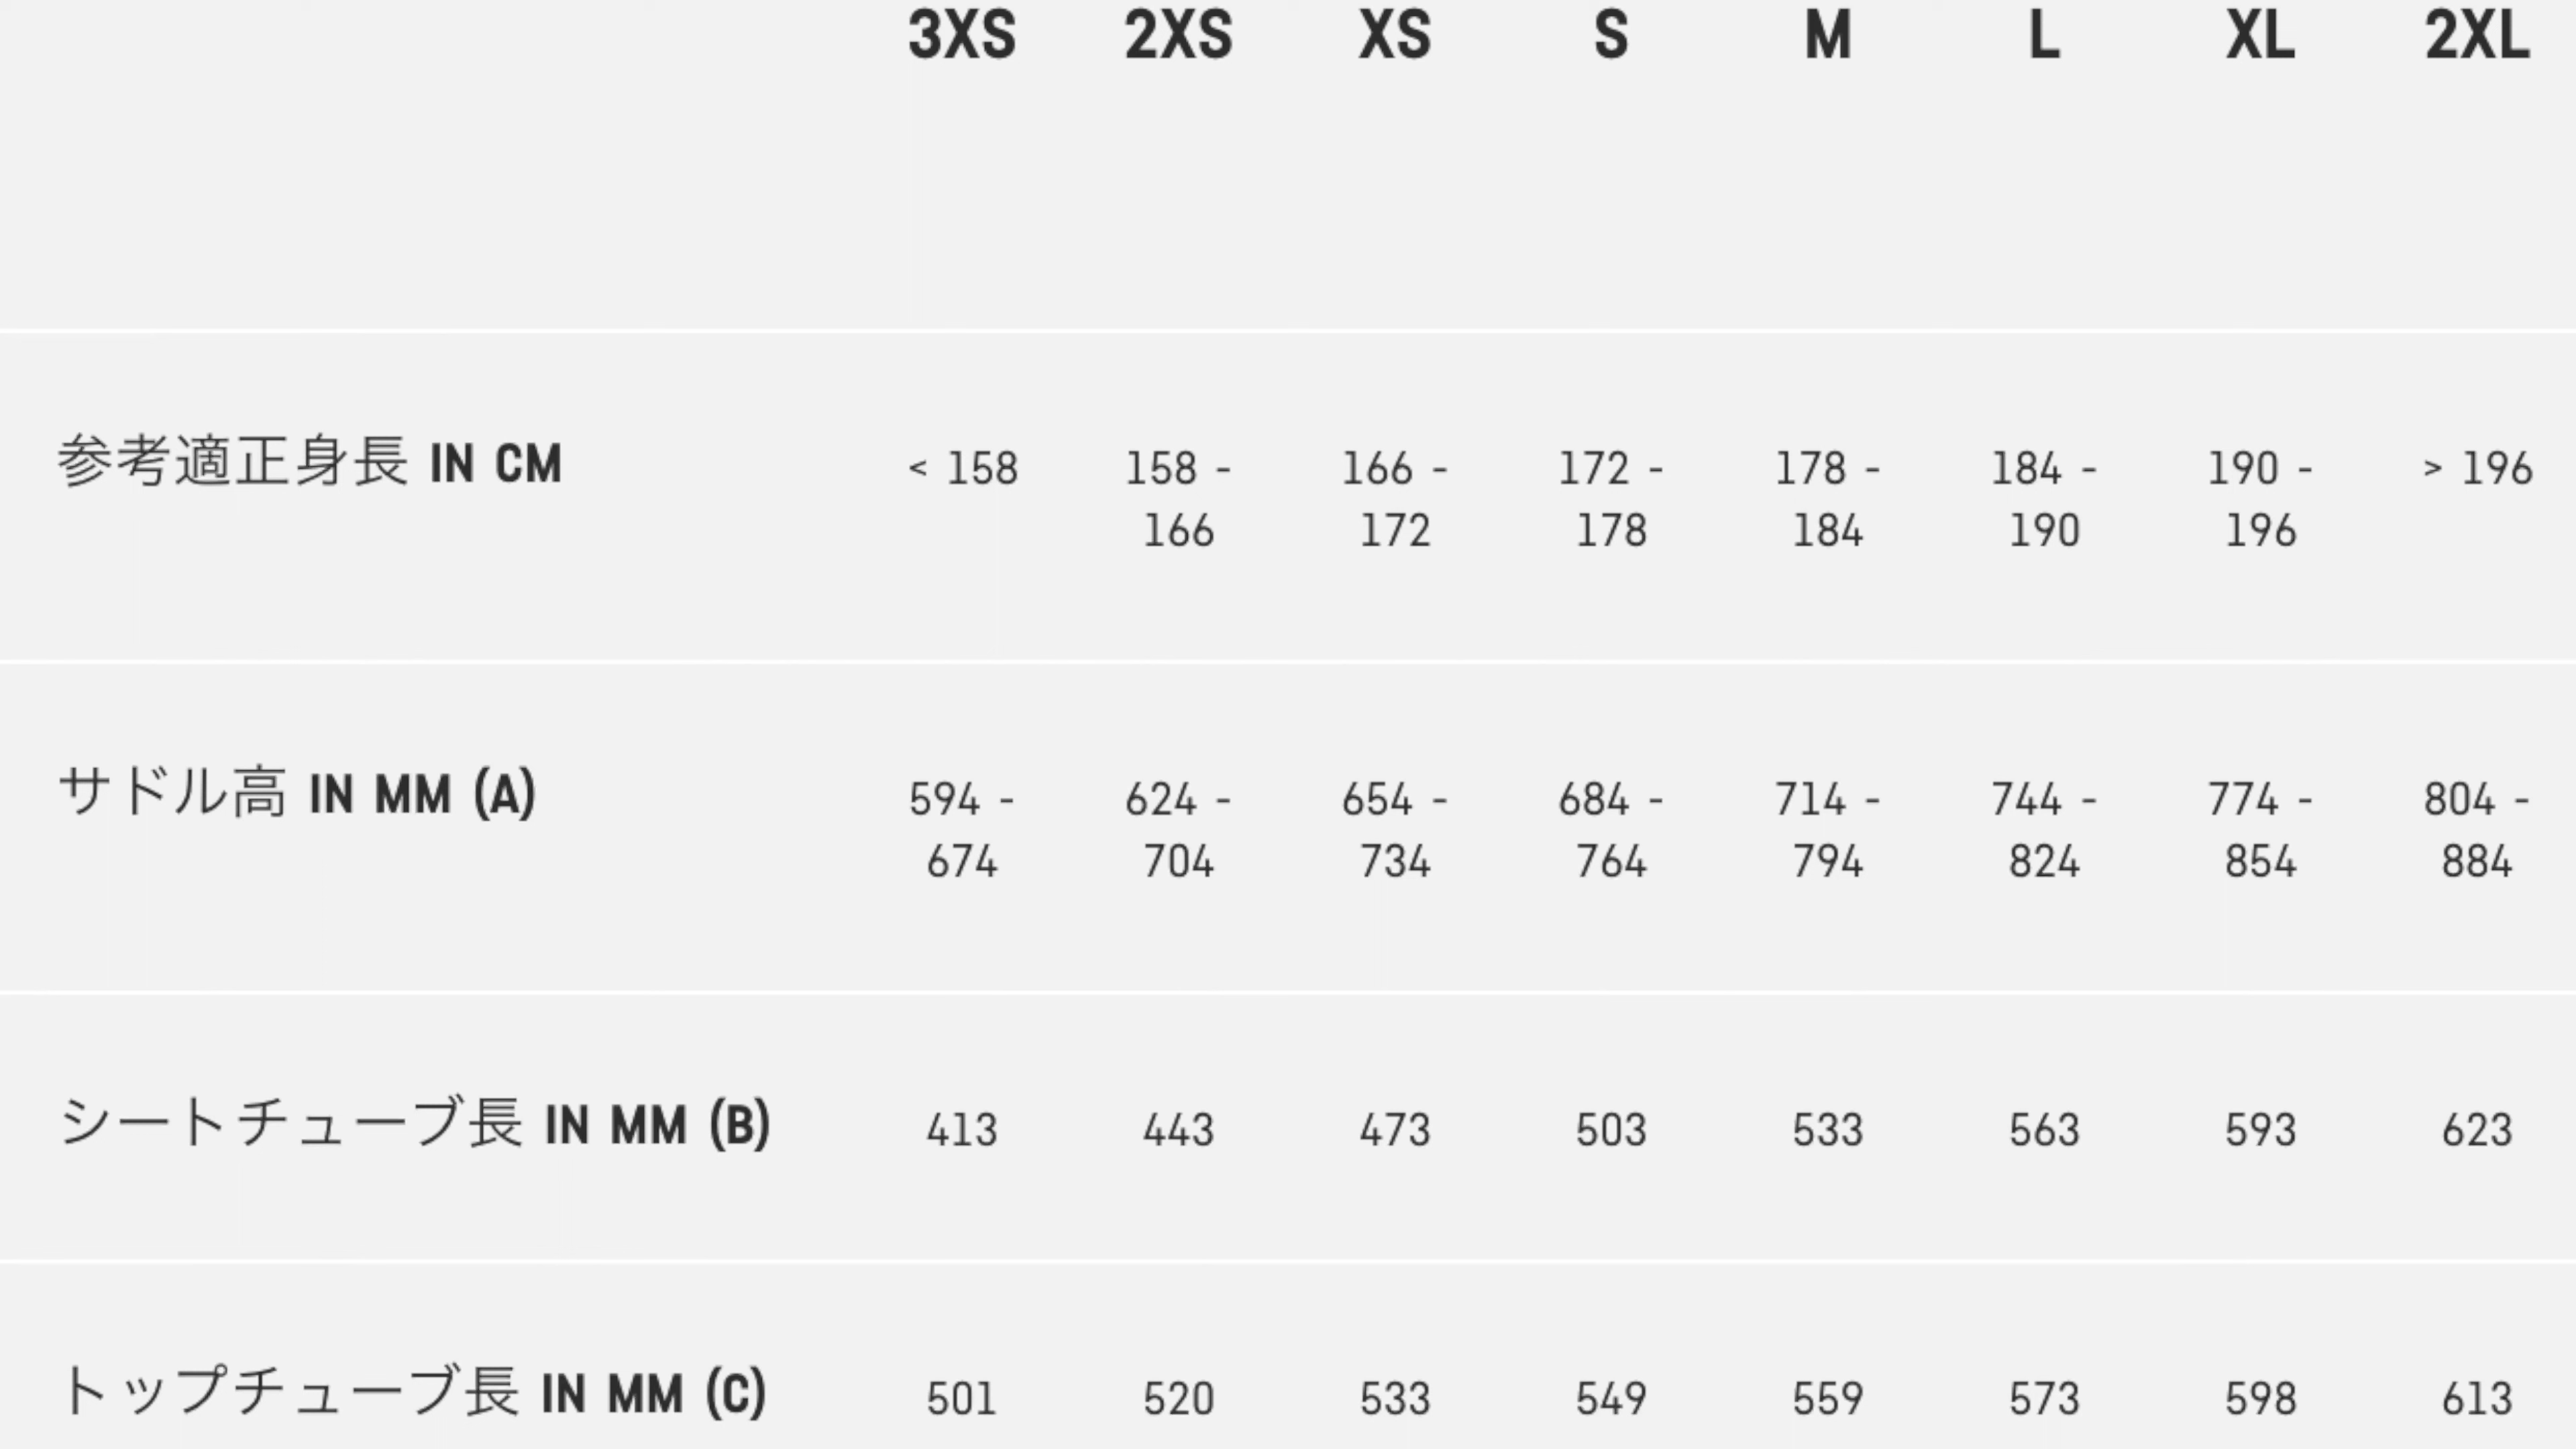 3XS 2XS XS S M L XL 2XL
参考適正身長 IN CM < 158 158 - 166 - 172 - 178 - 184 - 190 - > 196
166 172 178 184 190 196
サドル高 IN MM (A) 594 - 624 - 654 - 684 - 714 - 744 - 774 - 804 -
674 704 734 764 794 824 854 884
シートチューブ長 IN MM (B) 413 443 473 503 533 563 593 623
トップチューブ長 IN MM (C) 501 520 533 549 559 573 598 613